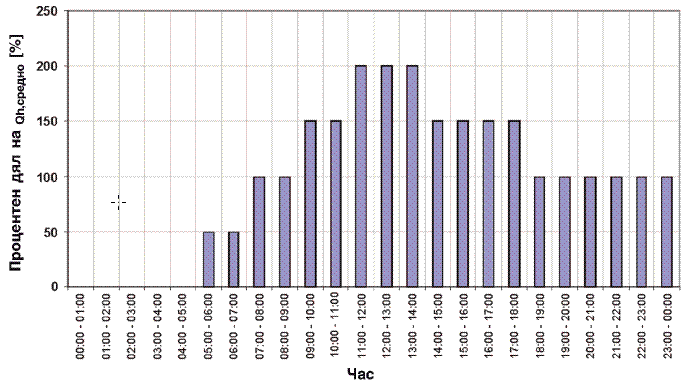 Процентен дял на Qh,средно [%]
250
200
150
100
50
0
00:00 - 01:00
01:00 - 02:00
02:00 - 03:00
03:00 - 04:00
04:00 - 05:00
05:00 - 06:00
06:00 - 07:00
07:00 - 08:00
08:00 - 09:00
09:00 - 10:00
10:00 - 11:00
11:00 - 12:00
12:00 - 13:00
13:00 - 14:00
14:00 - 15:00
15:00 - 16:00
16:00 - 17:00
17:00 - 18:00
18:00 - 19:00
19:00 - 20:00
20:00 - 21:00
21:00 - 22:00
22:00 - 23:00
23:00 - 00:00
Час